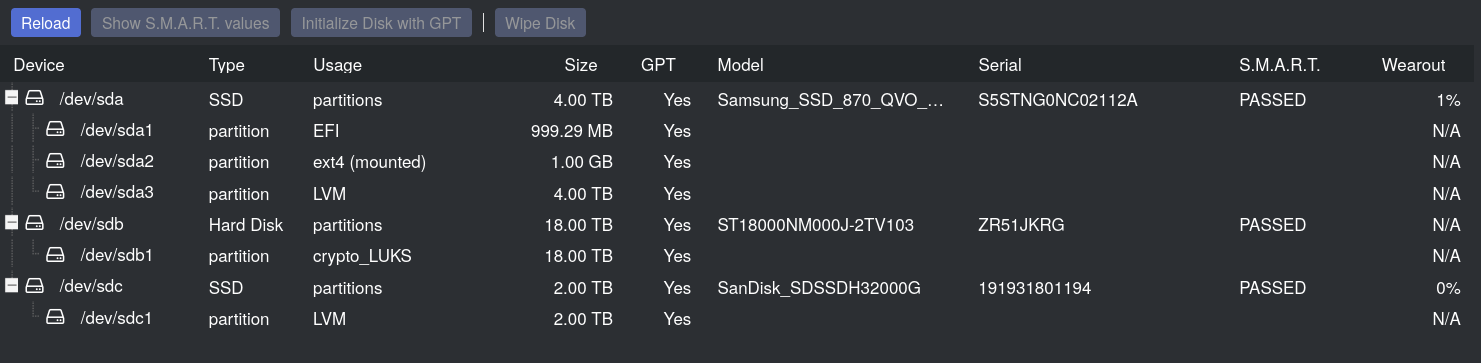 Reload Show S.M.A.R.T. values Initialize Disk with GPT Wipe Disk
Device Type Usage Size GPT Model Serial S.M.A.R.T. Wearout
/dev/sda SSD partitions 4.00 TB Yes Samsung_SSD_870_QVO_... S5STNG0NC02112A PASSED 1%
/dev/sda1 partition EFI 999.29 MB Yes N/A
/dev/sda2 partition ext4 (mounted) 1.00 GB Yes N/A
/dev/sda3 partition LVM 4.00 TB Yes N/A
/dev/sdb Hard Disk partitions 18.00 TB Yes ST18000NM000J-2TV103 ZR51JKRG PASSED N/A
/dev/sdb1 partition crypto_LUKS 18.00 TB Yes N/A
/dev/sdc SSD partitions 2.00 TB Yes SanDisk_SDSSDH32000G 191931801194 PASSED 0%
/dev/sdc1 partition LVM 2.00 TB Yes N/A